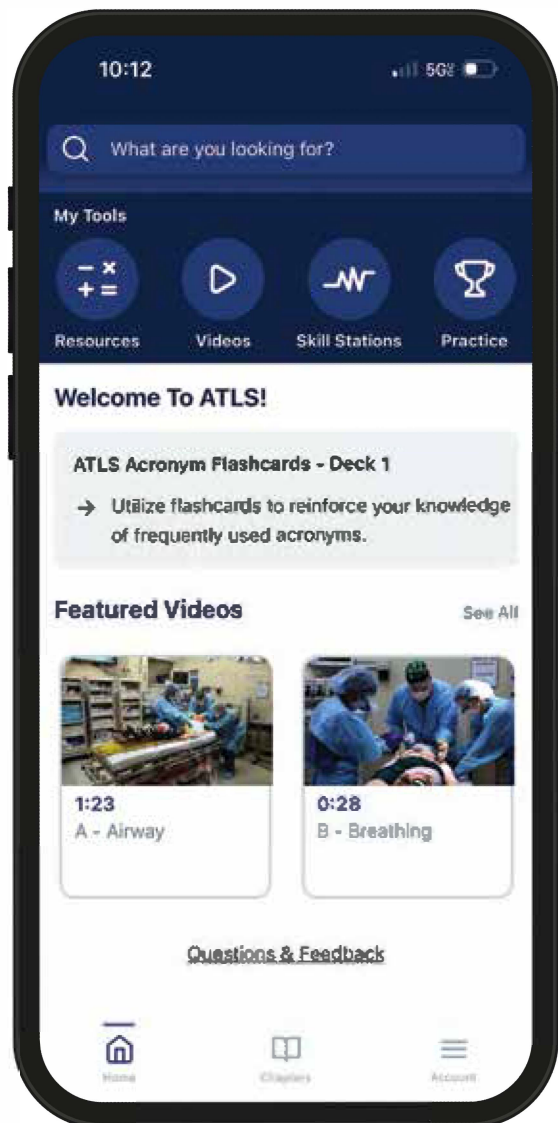 10:12
5G
What are you looking for?
My Tools
Resources
Videos
Skill Stations
Practice
Welcome To ATLS!
ATLS Acronym Flashcards - Deck 1
→ Utilize flashcards to reinforce your knowledge
of frequently used acronyms.
Featured Videos
See All
1:23
A - Airway
0:28
B - Breathing
Questions & Feedback
Home
Chapters
Account